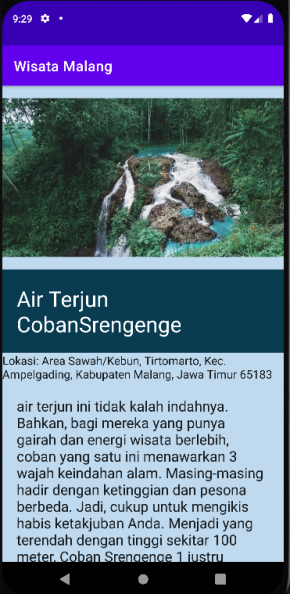 9:29
Wisata Malang
Air Terjun
CobanSrengenge
Lokasi: Area Sawah/Kebun, Tirtomarto, Kec.
Ampelgading, Kabupaten Malang, Jawa Timur 65183
air terjun ini tidak kalah indahnya.
Bahkan, bagi mereka yang punya
gairah dan energi wisata berlebih,
coban yang satu ini menawarkan 3
wajah keindahan alam. Masing-masing
hadir dengan ketinggian dan pesona
berbeda. Jadi, cukup untuk mengikis
habis ketakjuban Anda. Menjadi yang
terendah dengan tinggi sekitar 100
meter, Coban Srengenge 1 justru